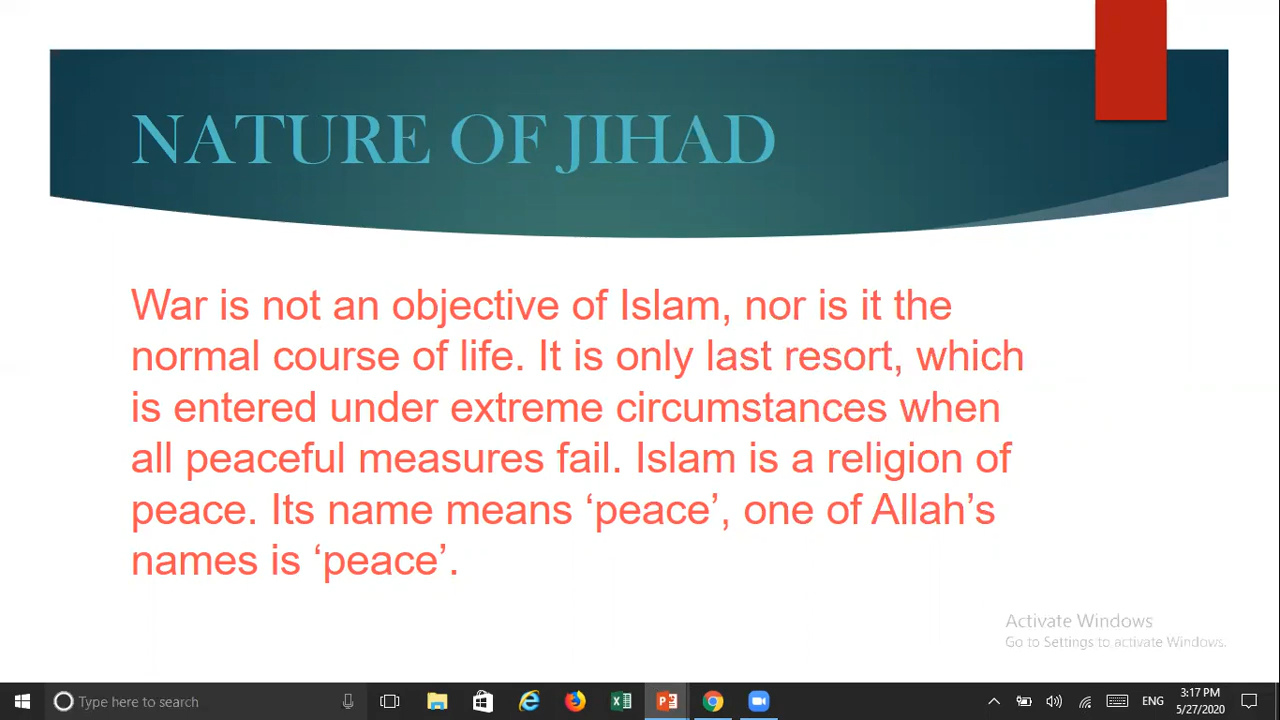 NATURE OF JIHAD
War is not an objective of Islam, nor is it the
normal course of life. It is only last resort, which
is entered under extreme circumstances when
all peaceful measures fail. Islam is a religion of
peace. Its name means ‘peace’, one of Allah’s
names is ‘peace’.
Activate Windows
Go to Settings to activate Windows.
Type here to search
ENG
3:17 PM
5/27/2020